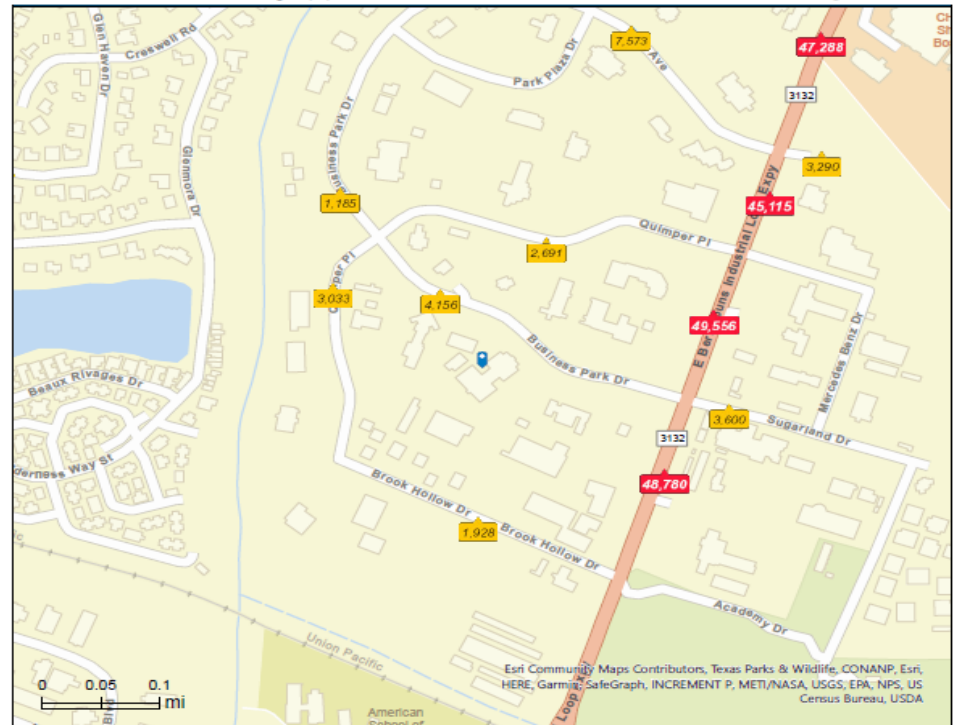 Creswell Rd
Glen Haven Dr
Park Plaza Dr
7,573
Ave
47,288
3132
Business Park Dr
Glenmora Dr
3,290
1,185
45,115
Quimper Pl
2,691
3,033
4,156
49,556
Business Park Dr
Mercedes Benz Dr
Beaux Rivages Dr
3,600
Sugarland Dr
3132
Way St
48,780
Brook Hollow Dr
1,928
Brook Hollow Dr
Academy Dr
Union Pacific
Esri Community Maps Contributors, Texas Parks & Wildlife, CONANP, Esri,
HERE, Garmin, SafeGraph, INCREMENT P, METI/NASA, USGS, EPA, NPS, US
Census Bureau, USDA
0 0.05 0.1
mi
Blvd
American
School of
Loop